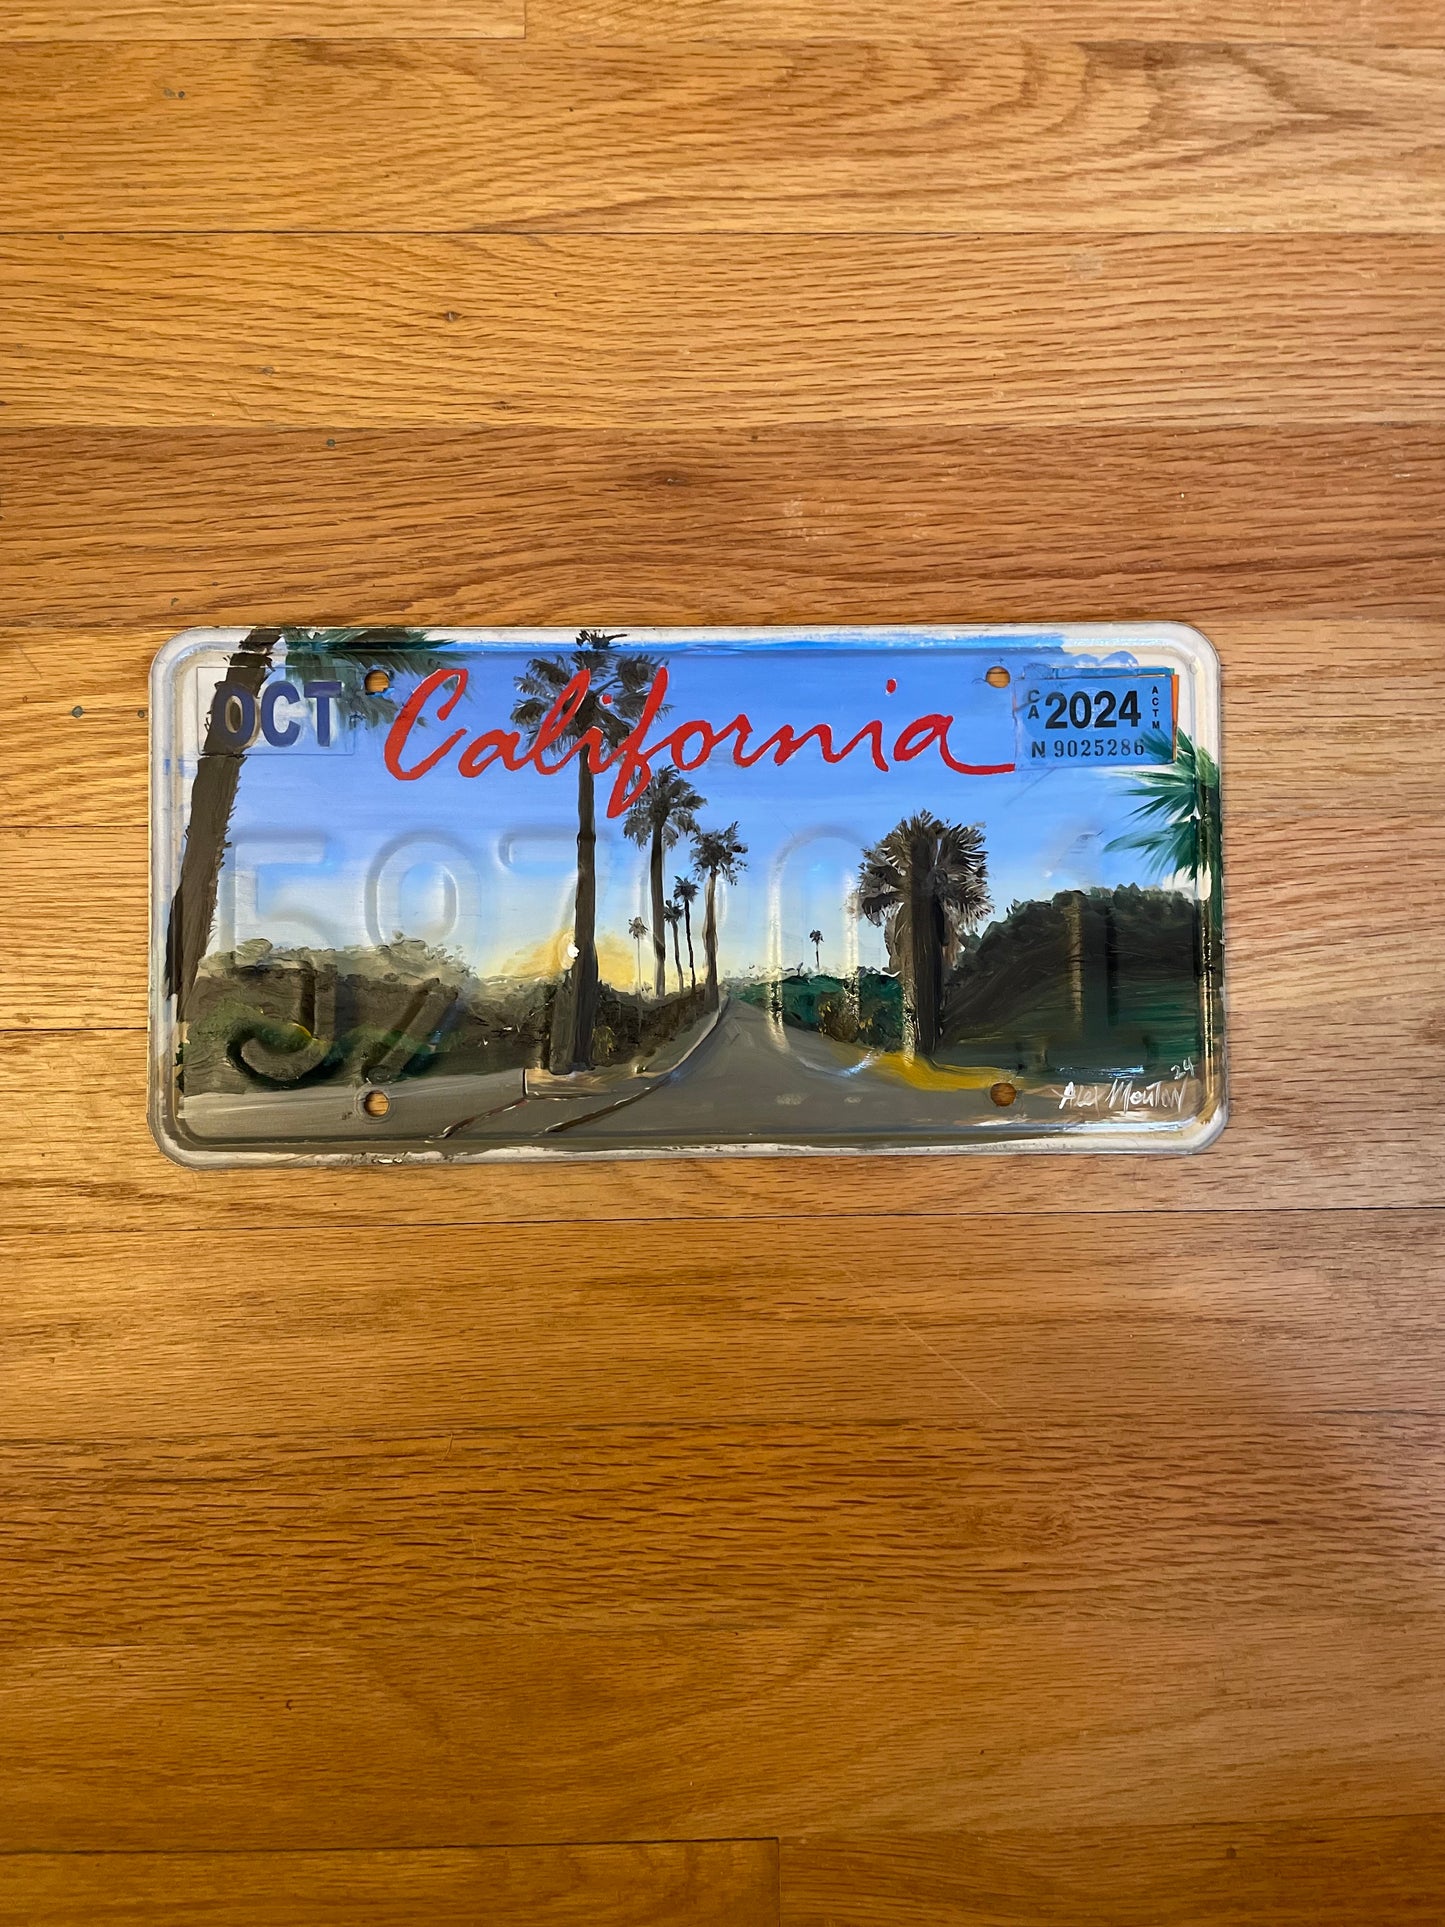 OCT
California
CA 2024 ACTM
N 9025286
Alex Mouton 24